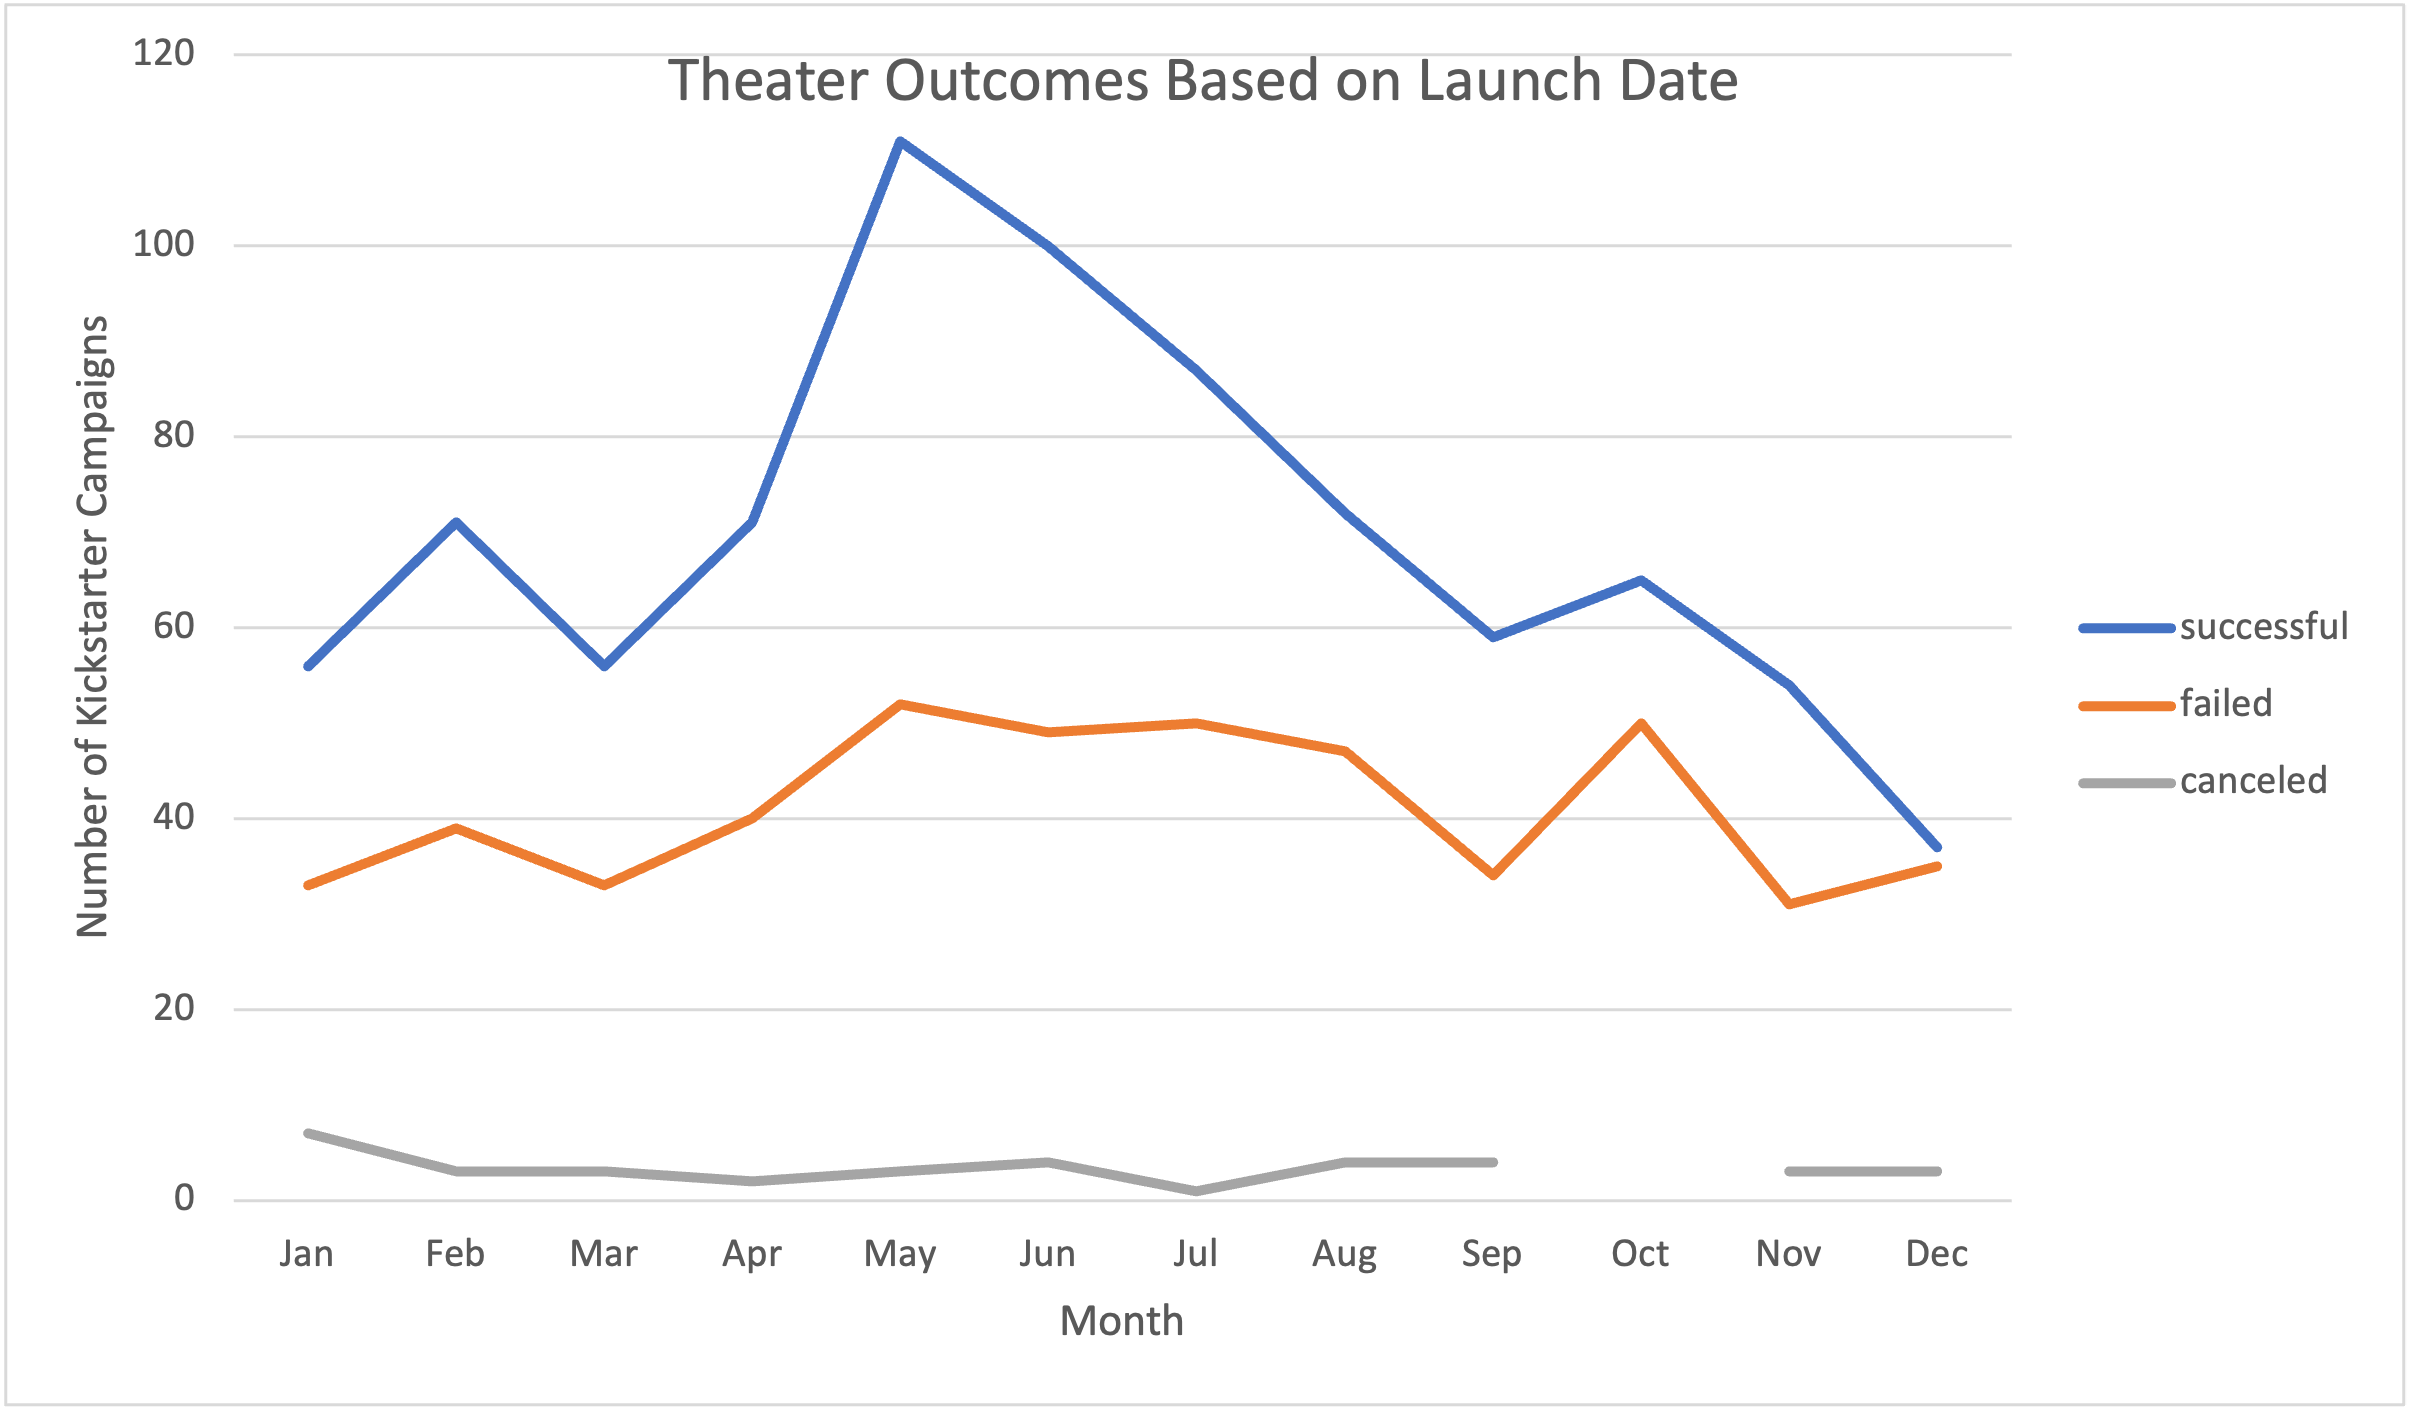 Theater Outcomes Based on Launch Date
Number of Kickstarter Campaigns
120
100
80
60
40
20
0
Jan Feb Mar Apr May Jun Jul Aug Sep Oct Nov Dec
Month
successful
failed
canceled